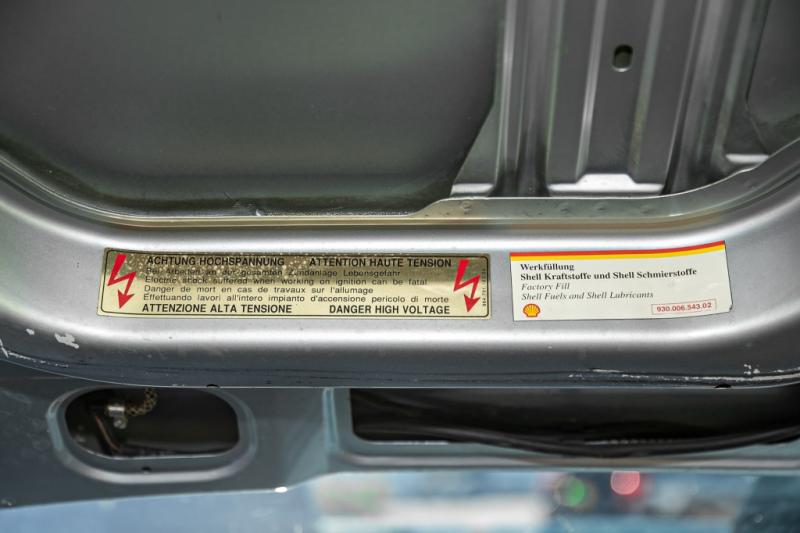 ACHTUNG HOCHSPANNUNG ATTENTION HAUTE TENSION
Bei Arbeiten an der gesamten Zündanlage Lebensgefahr
Electric shock suffered when working on ignition can be fatal
Danger de mort en cas de travaux sur l'allumage
Effettuando lavori all'intero impianto d'accensione pericolo di morte
ATTENZIONE ALTA TENSIONE DANGER HIGH VOLTAGE
Werkfüllung
Shell Kraftstoffe und Shell Schmierstoffe
Factory Fill
Shell Fuels and Shell Lubricants
930.006.543.02